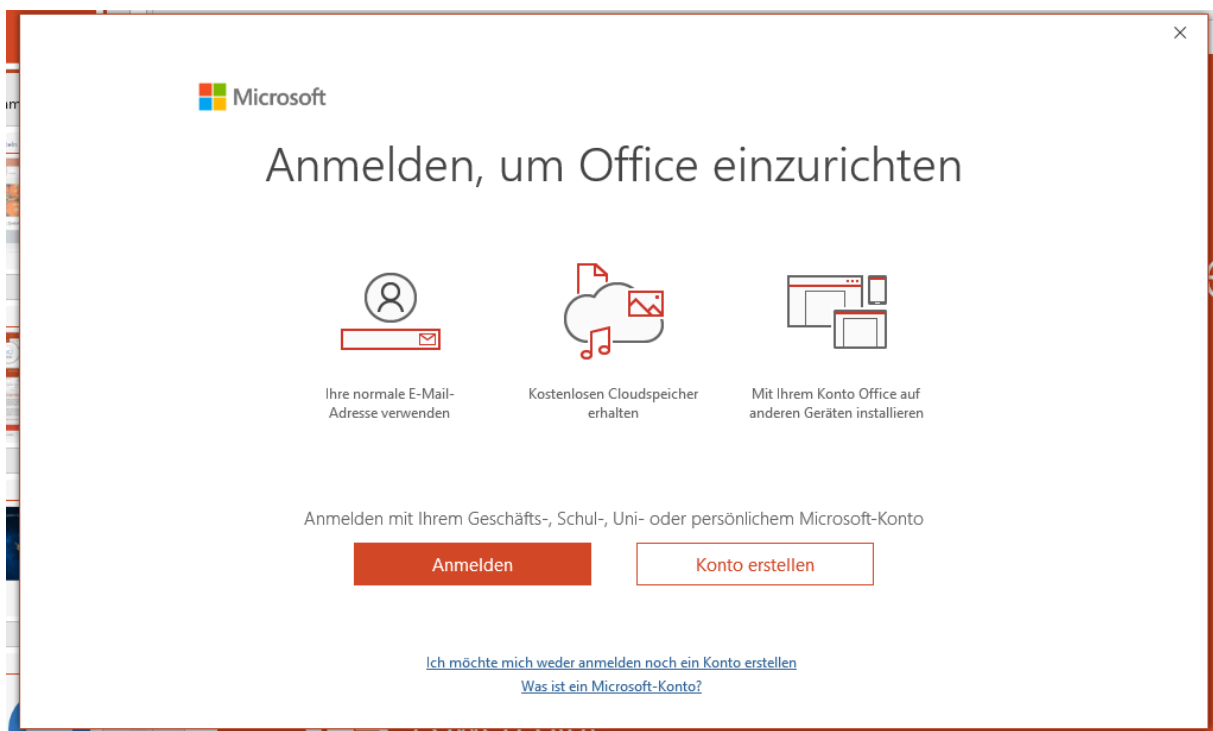 Microsoft
Anmelden, um Office einzurichten
Ihre normale E-Mail-
Adresse verwenden
Kostenlosen Cloudspeicher
erhalten
Mit Ihrem Konto Office auf
anderen Geräten installieren
Anmelden mit Ihrem Geschäfts-, Schul-, Uni- oder persönlichem Microsoft-Konto
Anmelden
Konto erstellen
Ich möchte mich weder anmelden noch ein Konto erstellen
Was ist ein Microsoft-Konto?